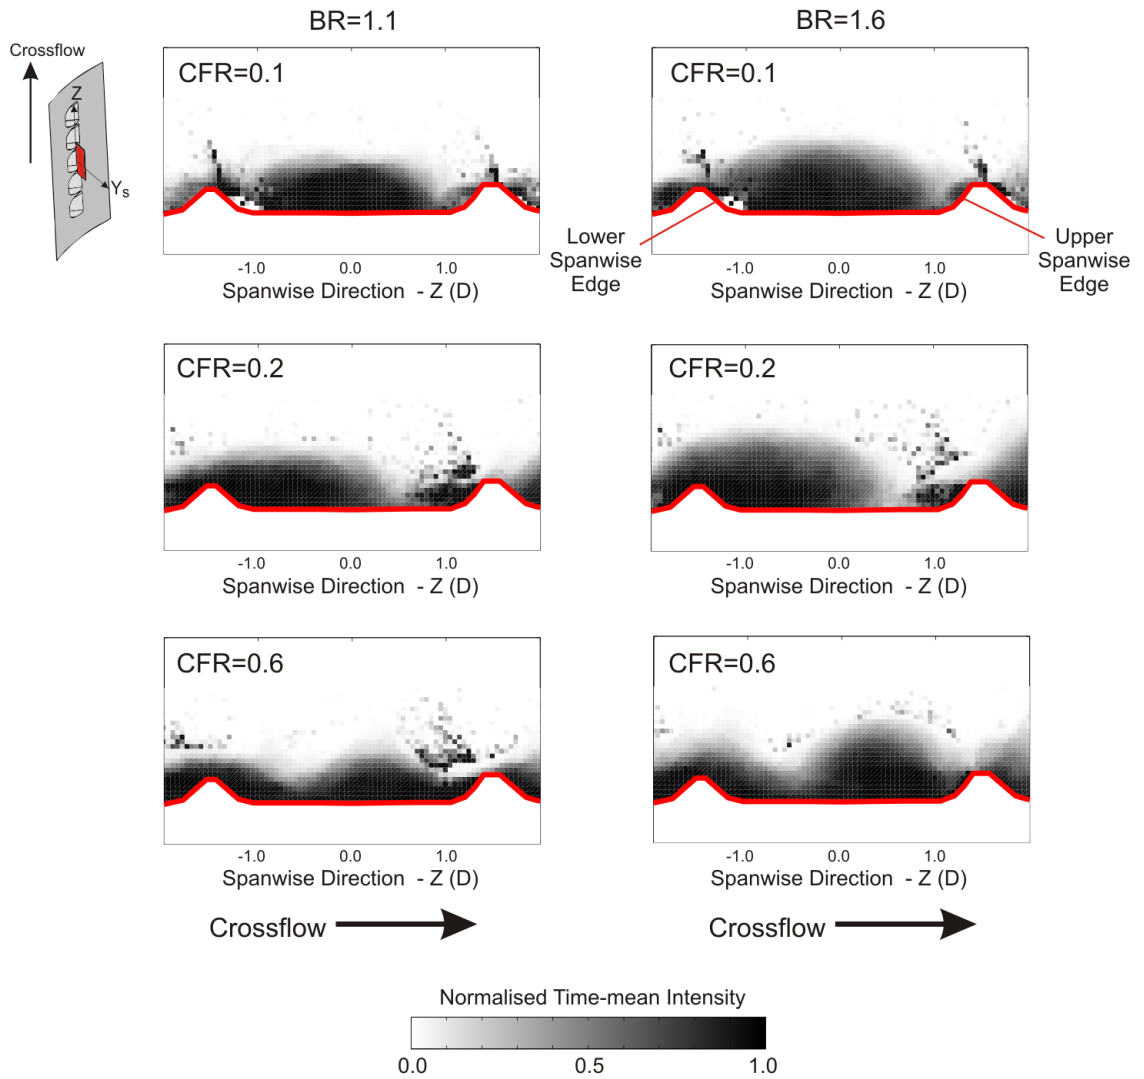 BR=1.1
BR=1.6
Crossflow
Z
Y_S
CFR=0.1
-1.0 0.0 1.0
Spanwise Direction - Z (D)
CFR=0.1
Lower
Spanwise
Edge
Upper
Spanwise
Edge
-1.0 0.0 1.0
Spanwise Direction - Z (D)
CFR=0.2
-1.0 0.0 1.0
Spanwise Direction - Z (D)
CFR=0.2
-1.0 0.0 1.0
Spanwise Direction - Z (D)
CFR=0.6
-1.0 0.0 1.0
Spanwise Direction - Z (D)
CFR=0.6
-1.0 0.0 1.0
Spanwise Direction - Z (D)
Crossflow
Crossflow
Normalised Time-mean Intensity
0.0 0.5 1.0